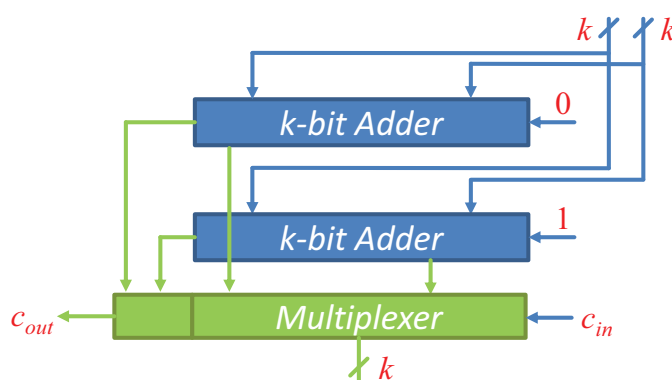 k k
k-bit Adder 0
k-bit Adder 1
c_out Multiplexer c_in
k